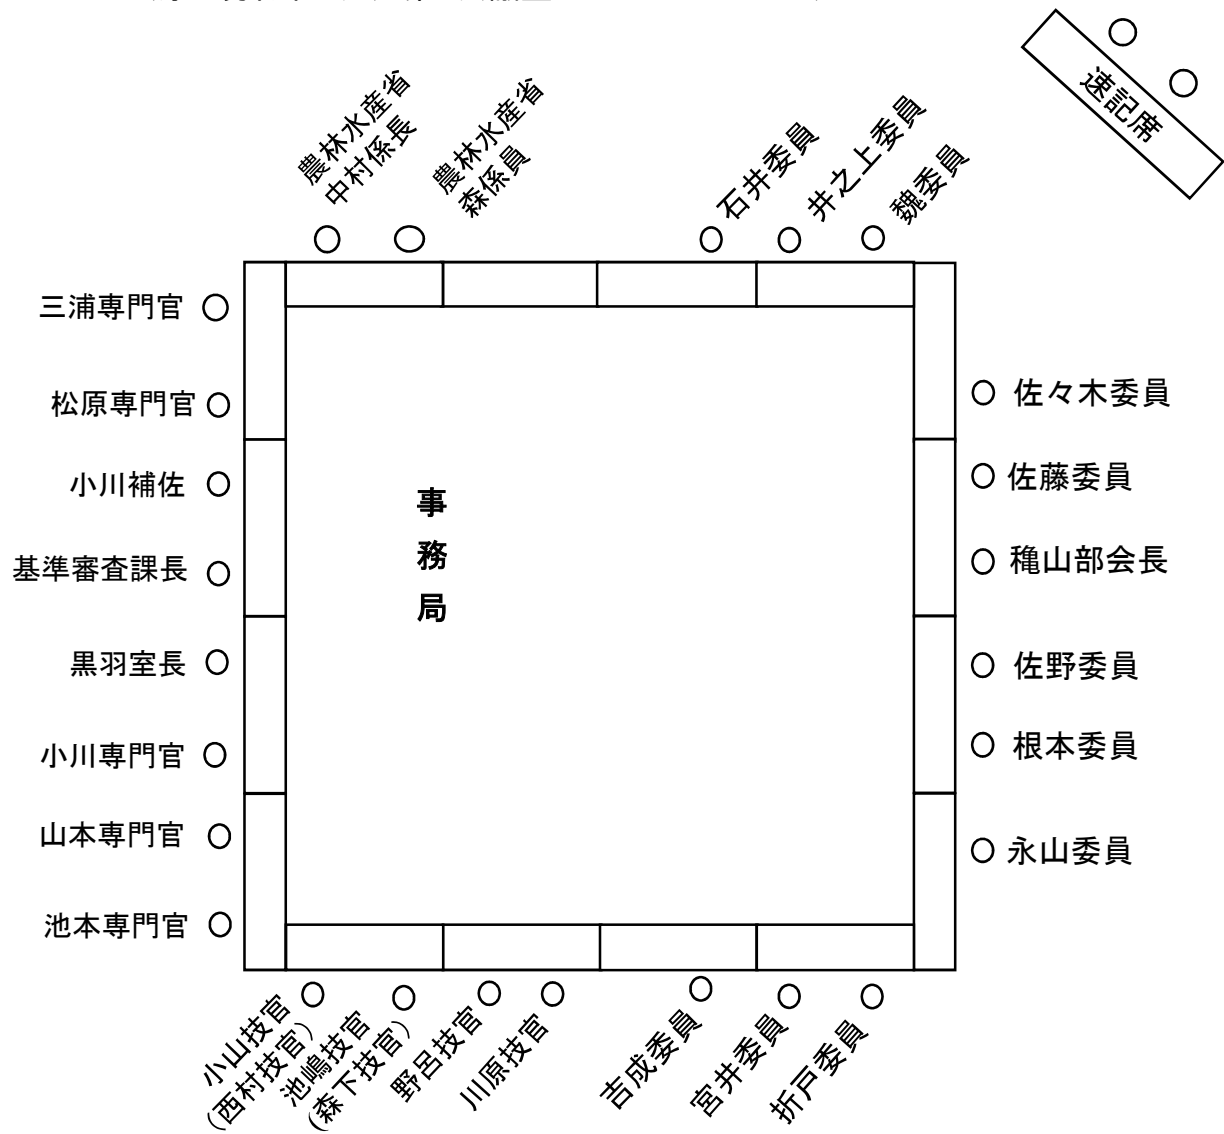 速記席
農林水産省
中村係長
農林水産省
森係員
石井委員
井之上委員
魏委員
三浦専門官
松原専門官
小川補佐
基準審査課長
黒羽室長
小川専門官
山本専門官
池本専門官
事務局
佐々木委員
佐藤委員
穐山部会長
佐野委員
根本委員
永山委員
小山技官
(西村技官)
池嶋技官
(森下技官)
野呂技官
川原技官
吉成委員
宮井委員
折戸委員